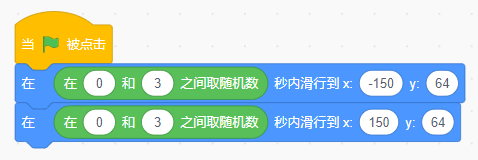 当 被点击
在 在 0 和 3 之间取随机数 秒内滑行到 x: -150 y: 64
在 在 0 和 3 之间取随机数 秒内滑行到 x: 150 y: 64